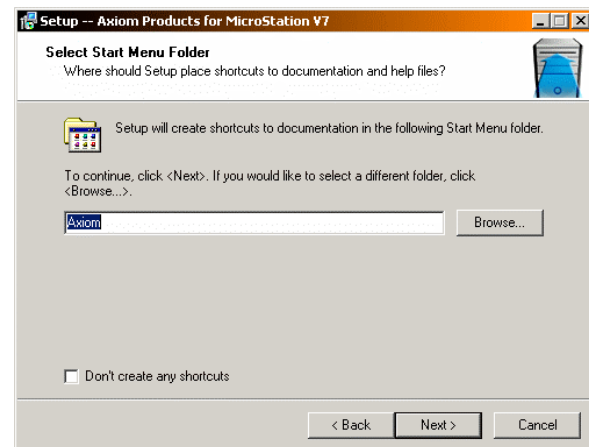 Setup -- Axiom Products for MicroStation V7
Select Start Menu Folder
Where should Setup place shortcuts to documentation and help files?
Setup will create shortcuts to documentation in the following Start Menu folder.
To continue, click <Next>. If you would like to select a different folder, click
<Browse...>.
Axiom
Browse...
Don't create any shortcuts
< Back
Next >
Cancel